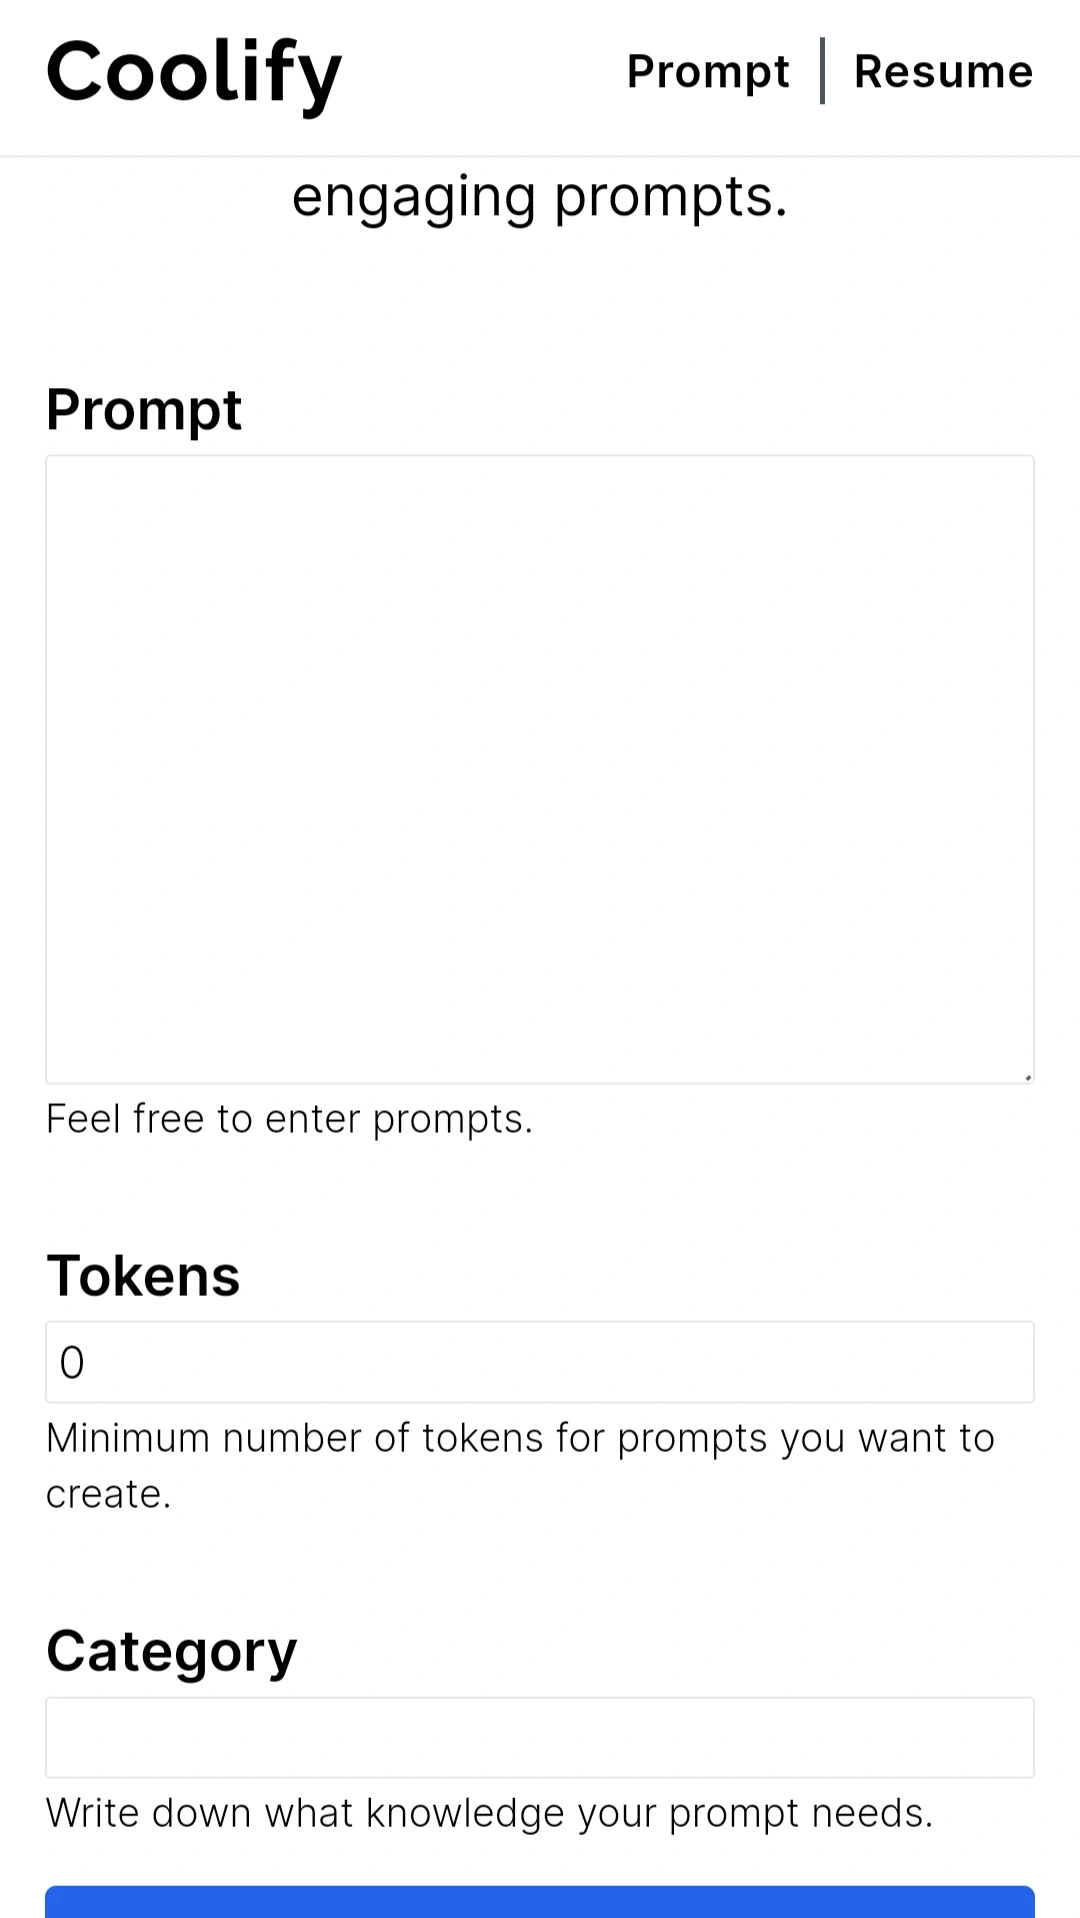 Coolify
Prompt | Resume
engaging prompts.
Prompt
Feel free to enter prompts.
Tokens
0
Minimum number of tokens for prompts you want to
create.
Category
Write down what knowledge your prompt needs.